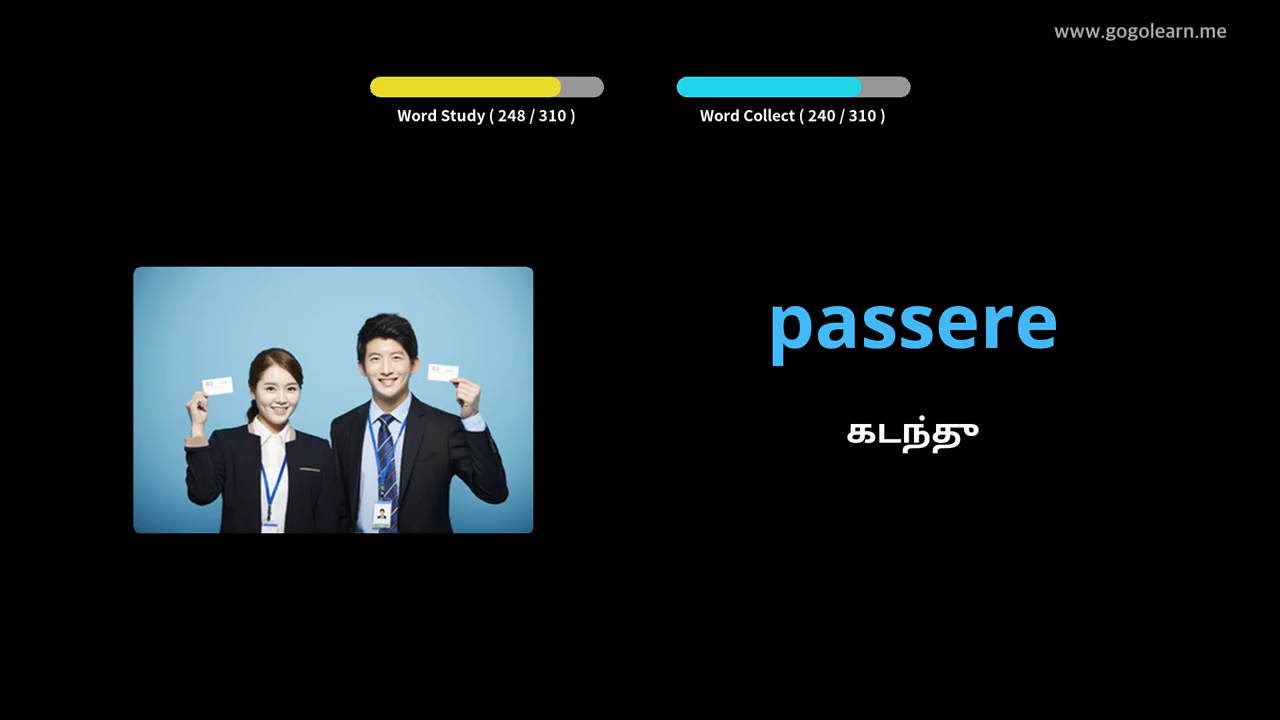 www.gogolearn.me
Word Study ( 248 / 310 )
Word Collect ( 240 / 310 )
passere
கடந்து